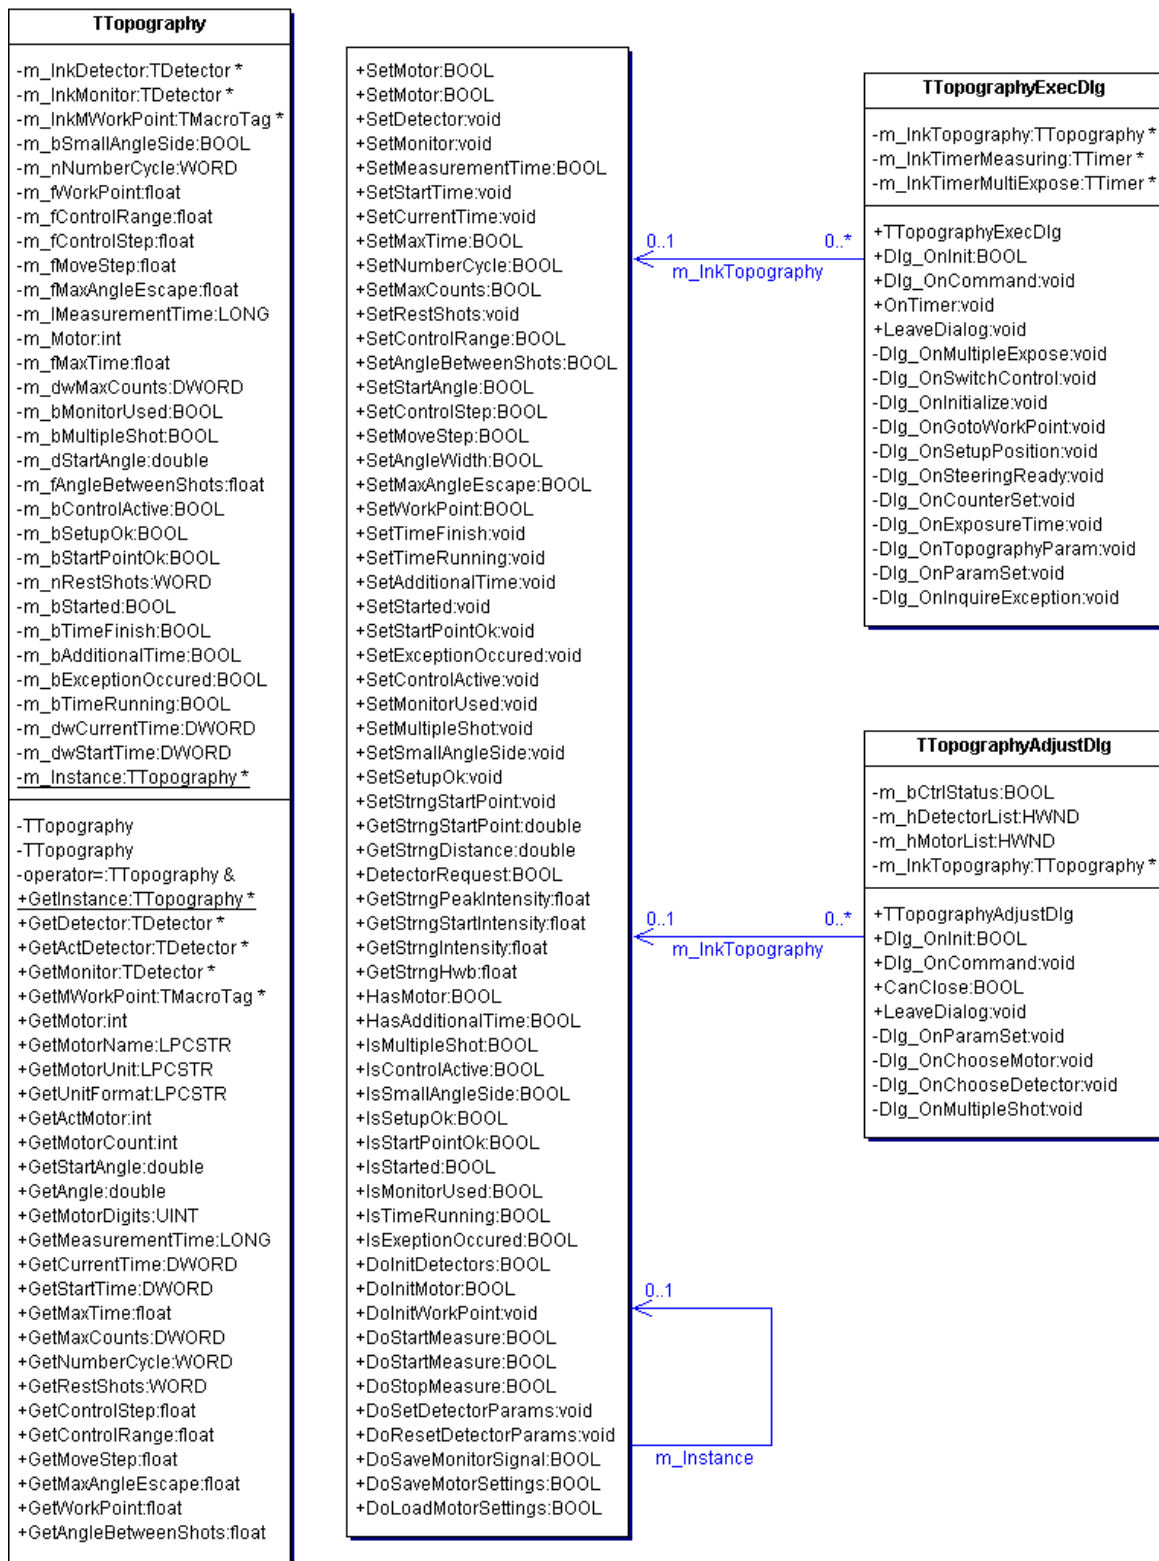 TTopography
-m_lnkDetector:TDetector *
-m_lnkMonitor:TDetector *
-m_lnkMWorkPoint:TMacroTag *
-m_bSmallAngleSide:BOOL
-m_nNumberCycle:WORD
-m_fWorkPoint:float
-m_fControlRange:float
-m_fControlStep:float
-m_fMoveStep:float
-m_fMaxAngleEscape:float
-m_lMeasurementTime:LONG
-m_Motor:int
-m_fMaxTime:float
-m_dwMaxCounts:DWORD
-m_bMonitorUsed:BOOL
-m_bMultipleShot:BOOL
-m_dStartAngle:double
-m_fAngleBetweenShots:float
-m_bControlActive:BOOL
-m_bSetupOk:BOOL
-m_bStartPointOk:BOOL
-m_nRestShots:WORD
-m_bStarted:BOOL
-m_bTimeFinish:BOOL
-m_bAdditionalTime:BOOL
-m_bExceptionOccured:BOOL
-m_bTimeRunning:BOOL
-m_dwCurrentTime:DWORD
-m_dwStartTime:DWORD
-m_Instance:TTopography *
-TTopography
-TTopography
-operator=:TTopography &
+GetInstance:TTopography *
+GetDetector:TDetector *
+GetActDetector:TDetector *
+GetMonitor:TDetector *
+GetMWorkPoint:TMacroTag *
+GetMotor:int
+GetMotorName:LPCSTR
+GetMotorUnit:LPCSTR
+GetUnitFormat:LPCSTR
+GetActMotor:int
+GetMotorCount:int
+GetStartAngle:double
+GetAngle:double
+GetMotorDigits:UINT
+GetMeasurementTime:LONG
+GetCurrentTime:DWORD
+GetStartTime:DWORD
+GetMaxTime:float
+GetMaxCounts:DWORD
+GetNumberCycle:WORD
+GetRestShots:WORD
+GetControlStep:float
+GetControlRange:float
+GetMoveStep:float
+GetMaxAngleEscape:float
+GetWorkPoint:float
+GetAngleBetweenShots:float
+SetMotor:BOOL
+SetMotor:BOOL
+SetDetector:void
+SetMonitor:void
+SetMeasurementTime:BOOL
+SetStartTime:void
+SetCurrentTime:void
+SetMaxTime:BOOL
+SetNumberCycle:BOOL
+SetMaxCounts:BOOL
+SetRestShots:void
+SetControlRange:BOOL
+SetAngleBetweenShots:BOOL
+SetStartAngle:BOOL
+SetControlStep:BOOL
+SetMoveStep:BOOL
+SetAngleWidth:BOOL
+SetMaxAngleEscape:BOOL
+SetWorkPoint:BOOL
+SetTimeFinish:void
+SetTimeRunning:void
+SetAdditionalTime:void
+SetStarted:void
+SetStartPointOk:void
+SetExceptionOccured:void
+SetControlActive:void
+SetMonitorUsed:void
+SetMultipleShot:void
+SetSmallAngleSide:void
+SetSetupOk:void
+SetStrngStartPoint:void
+GetStrngStartPoint:double
+GetStrngDistance:double
+DetectorRequest:BOOL
+GetStrngPeakIntensity:float
+GetStrngStartIntensity:float
+GetStrngIntensity:float
+GetStrngHwb:float
+HasMotor:BOOL
+HasAdditionalTime:BOOL
+IsMultipleShot:BOOL
+IsControlActive:BOOL
+IsSmallAngleSide:BOOL
+IsSetupOk:BOOL
+IsStartPointOk:BOOL
+IsStarted:BOOL
+IsMonitorUsed:BOOL
+IsTimeRunning:BOOL
+IsExeptionOccured:BOOL
+DoInitDetectors:BOOL
+DoInitMotor:BOOL
+DoInitWorkPoint:void
+DoStartMeasure:BOOL
+DoStartMeasure:BOOL
+DoStopMeasure:BOOL
+DoSetDetectorParams:void
+DoResetDetectorParams:void
+DoSaveMonitorSignal:BOOL
+DoSaveMotorSettings:BOOL
+DoLoadMotorSettings:BOOL
0..1 0..*
m_lnkTopography
0..1 0..*
m_lnkTopography
0..1
m_Instance
TTopographyExecDlg
-m_lnkTopography:TTopography *
-m_lnkTimerMeasuring:TTimer *
-m_lnkTimerMultiExpose:TTimer *
+TTopographyExecDlg
+Dlg_OnInit:BOOL
+Dlg_OnCommand:void
+OnTimer:void
+LeaveDialog:void
-Dlg_OnMultipleExpose:void
-Dlg_OnSwitchControl:void
-Dlg_OnInitialize:void
-Dlg_OnGotoWorkPoint:void
-Dlg_OnSetupPosition:void
-Dlg_OnSteeringReady:void
-Dlg_OnCounterSet:void
-Dlg_OnExposureTime:void
-Dlg_OnTopographyParam:void
-Dlg_OnParamSet:void
-Dlg_OnInquireException:void
TTopographyAdjustDlg
-m_bCtrlStatus:BOOL
-m_hDetectorList:HWND
-m_hMotorList:HWND
-m_lnkTopography:TTopography *
+TTopographyAdjustDlg
+Dlg_OnInit:BOOL
+Dlg_OnCommand:void
+CanClose:BOOL
+LeaveDialog:void
-Dlg_OnParamSet:void
-Dlg_OnChooseMotor:void
-Dlg_OnChooseDetector:void
-Dlg_OnMultipleShot:void